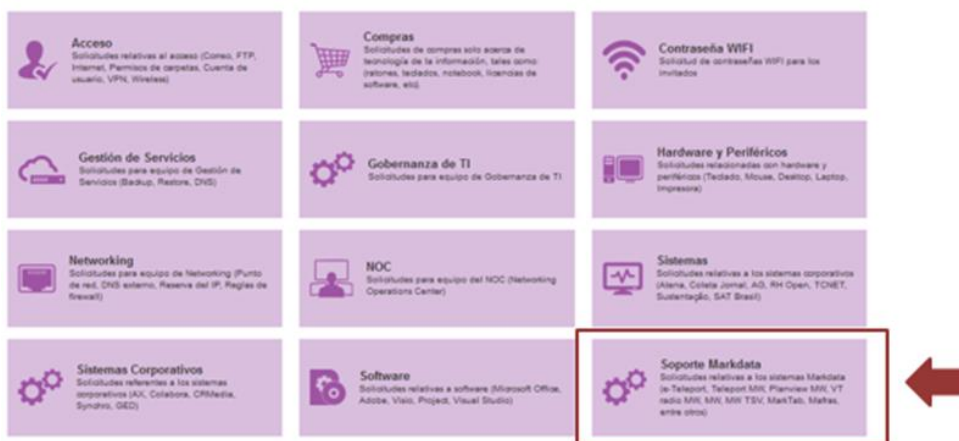 Acceso
Solicitudes relativas al acceso (Correo, FTP,
Internet, Permisos de carpetas, Cuenta de
usuario, VPN, Wireless)
Compras
Solicitudes de compras solo acerca de
tecnología de la información, tales como:
(ratones, teclados, notebook, licencias de
software, etc)
Contraseña WIFI
Solicitud de contraseñas WIFI para los
invitados
Gestión de Servicios
Solicitudes para equipo de Gestión de
Servicios (Backup, Restore, DNS)
Gobernanza de TI
Solicitudes para equipo de Gobernanza de TI
Hardware y Periféricos
Solicitudes relacionadas con hardware y
periféricos (Teclado, Mouse, Desktop, Laptop,
Impresora)
Networking
Solicitudes para equipo de Networking (Punto
de red, DNS externo, Reserva del IP, Reglas de
firewall)
NOC
Solicitudes para equipo del NOC (Networking
Operations Center)
Sistemas
Solicitudes relativas a los sistemas corporativos
(Atena, Coleta Jornal, AG, RH Open, TCNET,
Sustentação, SAT Brasil)
Sistemas Corporativos
Solicitudes referentes a los sistemas
corporativos (AX, Colabora, CRMedia,
Synchro, GED)
Software
Solicitudes relativas a software (Microsoft Office,
Adobe, Visio, Project, Visual Studio)
Soporte Markdata
Solicitudes relativas a los sistemas Markdata
(e-Teleport, Teleport MW, Planview MW, VT
radio MW, MW, MW TSV, MarkTab, Mafras,
entre otros)